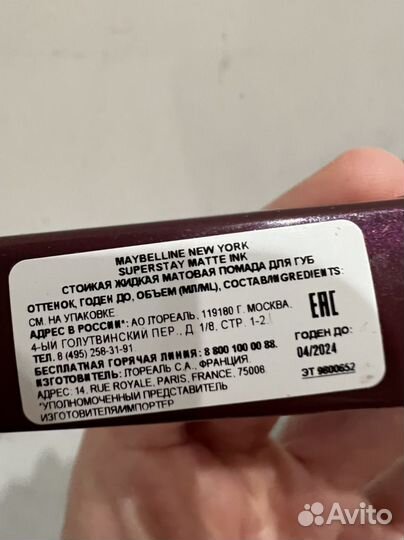 MAYBELLINE NEW YORK
SUPERSTAY MATTE INK
СТОЙКАЯ ЖИДКАЯ МАТОВАЯ ПОМАДА ДЛЯ ГУБ
ОТТЕНОК, ГОДЕН ДО, ОБЪЕМ (МЛ/ML), СОСТАВ/INGREDIENTS:
СМ. НА УПАКОВКЕ
АДРЕС В РОССИИ*: АО Л'ОРЕАЛЬ, 119180 Г. МОСКВА,
4-ЫЙ ГОЛУТВИНСКИЙ ПЕР., Д 1/8, СТР. 1-2.
ТЕЛ. 8 (495) 258-31-91
БЕСПЛАТНАЯ ГОРЯЧАЯ ЛИНИЯ: 8 800 100 00 88.
ИЗГОТОВИТЕЛЬ: Л'ОРЕАЛЬ С.А., ФРАНЦИЯ.
АДРЕС: 14, RUE ROYALE, PARIS, FRANCE, 75008.
*УПОЛНОМОЧЕННЫЙ ПРЕДСТАВИТЕЛЬ
ИЗГОТОВИТЕЛЯ/ИМПОРТЕР
EAC
ГОДЕН ДО:
04/2024
ЭТ 9800652
Avito